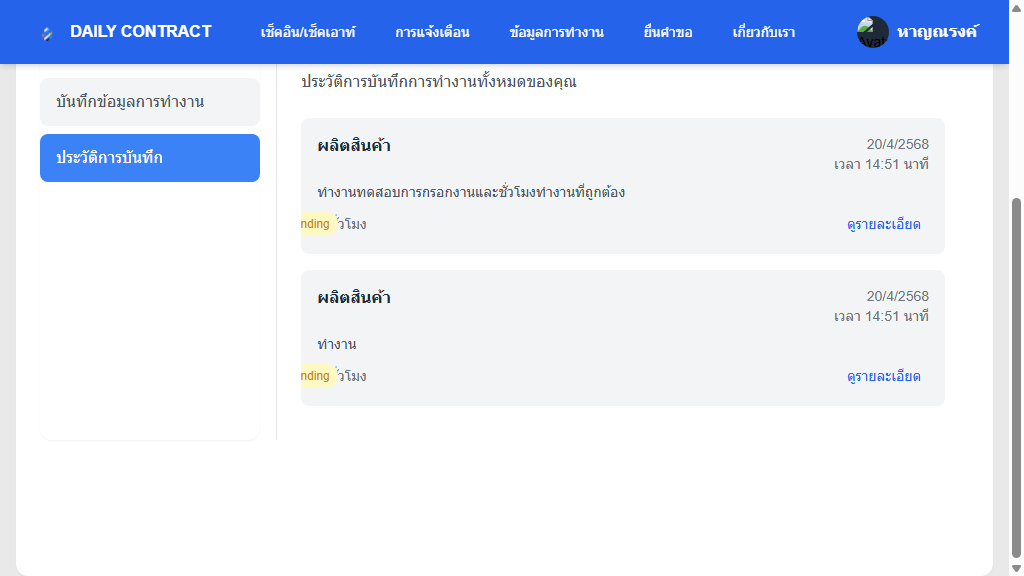 DAILY CONTRACT
เช็คอิน/เช็คเอาท์
การแจ้งเตือน
ข้อมูลการทำงาน
ยื่นคำขอ
เกี่ยวกับเรา
หาญณรงค์
บันทึกข้อมูลการทำงาน
ประวัติการบันทึก
ประวัติการบันทึกการทำงานทั้งหมดของคุณ
ผลิตสินค้า
20/4/2568
เวลา 14:51 นาที
ทำงานทดสอบการกรอกงานและชั่วโมงทำงานที่ถูกต้อง
nding
ดูรายละเอียด
ผลิตสินค้า
20/4/2568
เวลา 14:51 นาที
ทำงาน
nding
ดูรายละเอียด